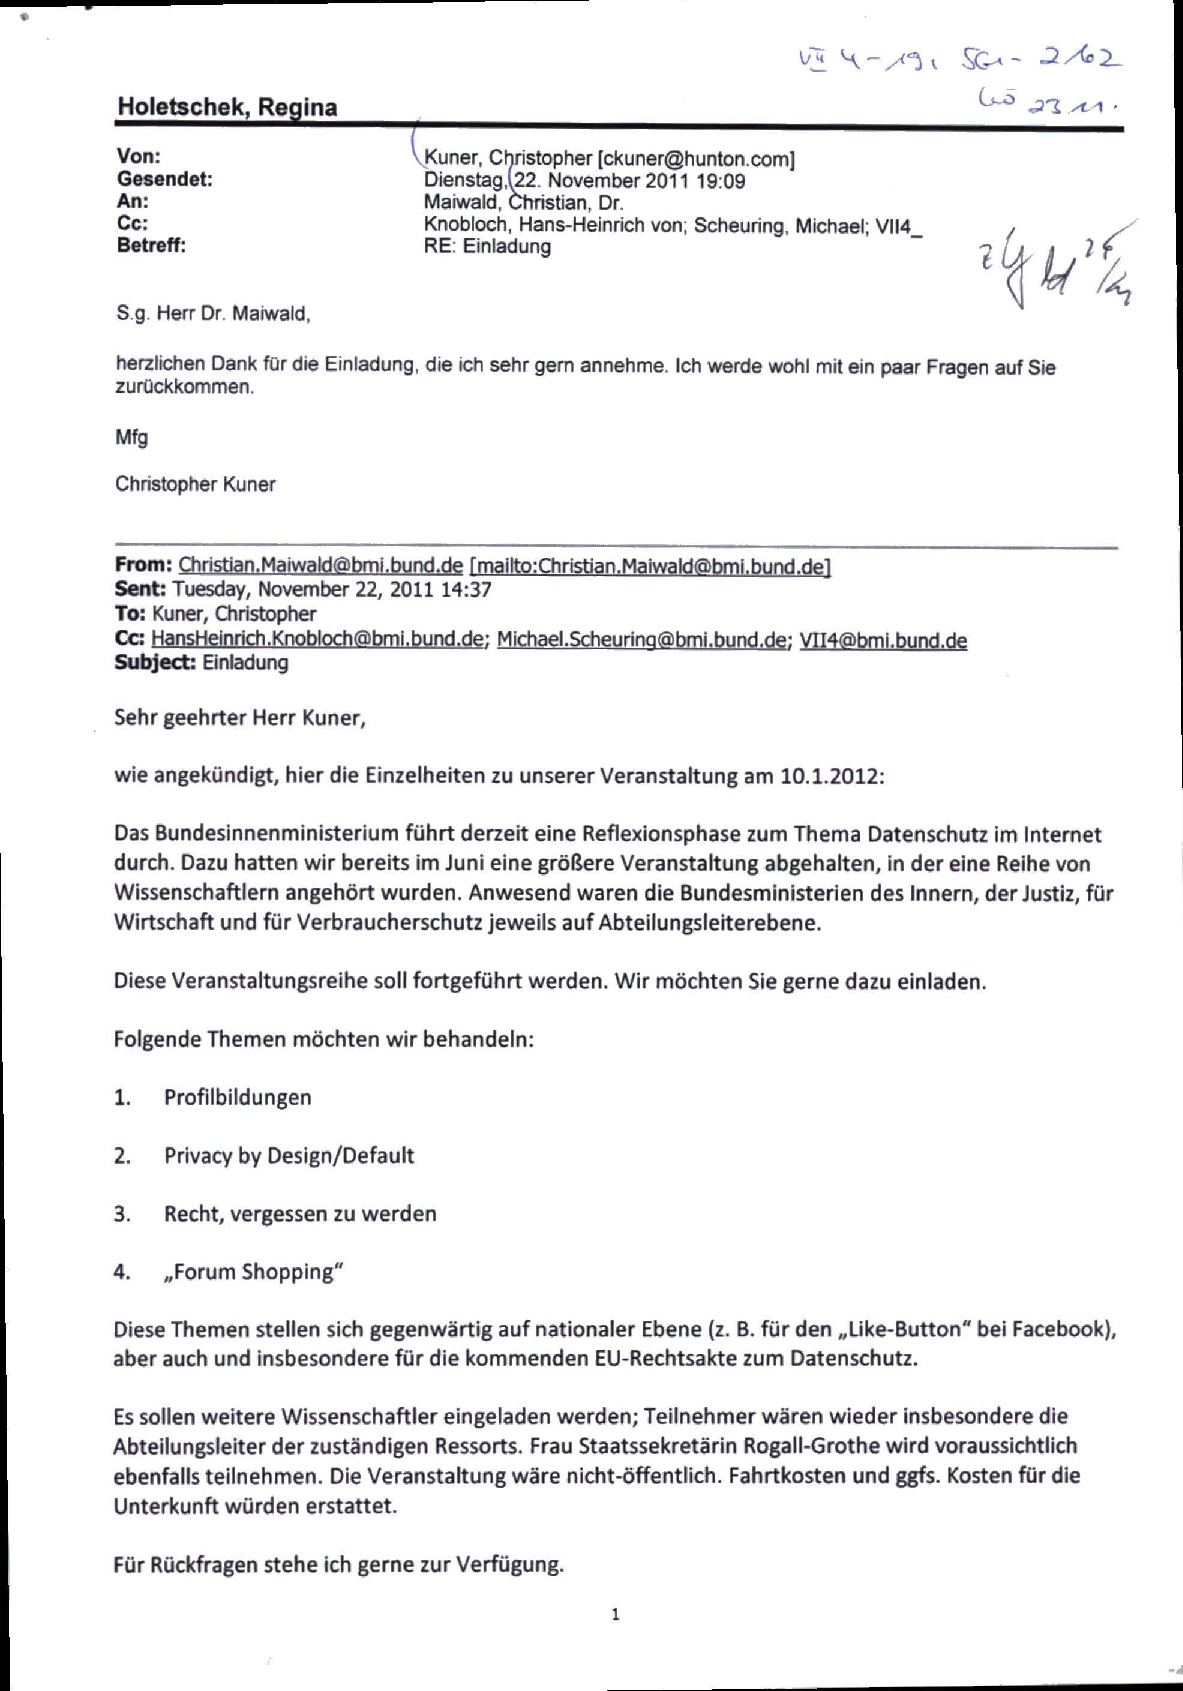 VII 4 - 191 561 - 2/62
23.11.
Holetschek, Regina
Von: Kuner, Christopher [ckuner@hunton.com]
Gesendet: Dienstag, 22. November 2011 19:09
An: Maiwald, Christian, Dr.
Cc: Knobloch, Hans-Heinrich von; Scheuring, Michael; VII4_
Betreff: RE: Einladung
S.g. Herr Dr. Maiwald,
herzlichen Dank für die Einladung, die ich sehr gern annehme. Ich werde wohl mit ein paar Fragen auf Sie
zurückkommen.
Mfg
Christopher Kuner
From: Christian.Maiwald@bmi.bund.de [mailto:Christian.Maiwald@bmi.bund.de]
Sent: Tuesday, November 22, 2011 14:37
To: Kuner, Christopher
Cc: HansHeinrich.Knobloch@bmi.bund.de; Michael.Scheuring@bmi.bund.de; VII4@bmi.bund.de
Subject: Einladung
Sehr geehrter Herr Kuner,
wie angekündigt, hier die Einzelheiten zu unserer Veranstaltung am 10.1.2012:
Das Bundesinnenministerium führt derzeit eine Reflexionsphase zum Thema Datenschutz im Internet
durch. Dazu hatten wir bereits im Juni eine größere Veranstaltung abgehalten, in der eine Reihe von
Wissenschaftlern angehört wurden. Anwesend waren die Bundesministerien des Innern, der Justiz, für
Wirtschaft und für Verbraucherschutz jeweils auf Abteilungsleiterebene.
Diese Veranstaltungsreihe soll fortgeführt werden. Wir möchten Sie gerne dazu einladen.
Folgende Themen möchten wir behandeln:
1. Profilbildungen
2. Privacy by Design/Default
3. Recht, vergessen zu werden
4. „Forum Shopping“
Diese Themen stellen sich gegenwärtig auf nationaler Ebene (z. B. für den „Like-Button“ bei Facebook),
aber auch und insbesondere für die kommenden EU-Rechtsakte zum Datenschutz.
Es sollen weitere Wissenschaftler eingeladen werden; Teilnehmer wären wieder insbesondere die
Abteilungsleiter der zuständigen Ressorts. Frau Staatssekretärin Rogall-Grothe wird voraussichtlich
ebenfalls teilnehmen. Die Veranstaltung wäre nicht-öffentlich. Fahrtkosten und ggfs. Kosten für die
Unterkunft würden erstattet.
Für Rückfragen stehe ich gerne zur Verfügung.
1